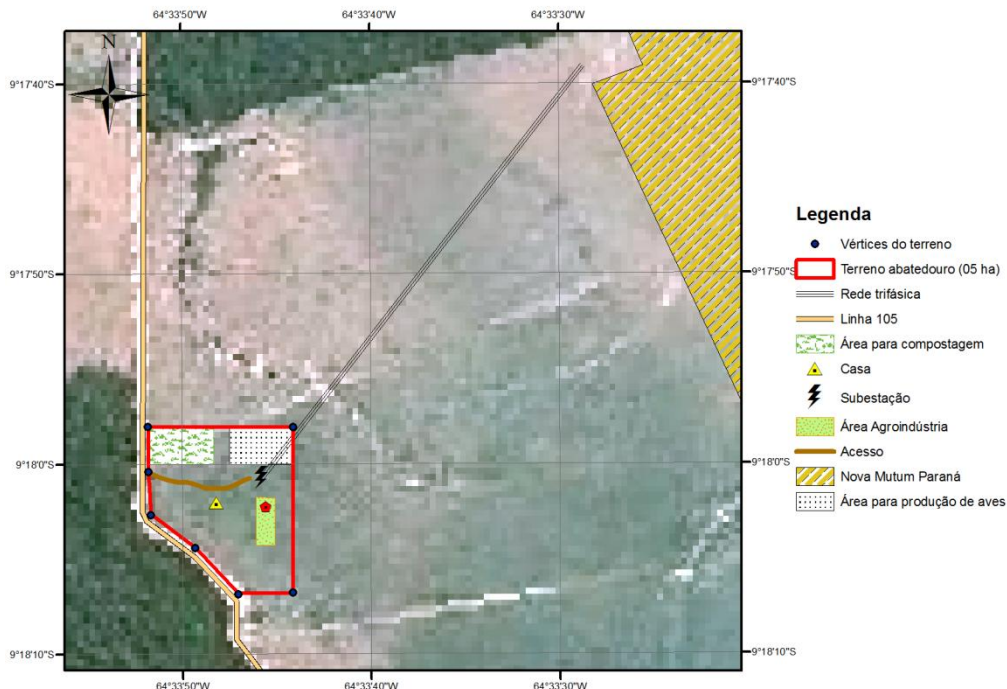 64°33'50"W 64°33'40"W 64°33'30"W
N
9°17'40"S 9°17'40"S
9°17'50"S 9°17'50"S
9°18'0"S 9°18'0"S
9°18'10"S 9°18'10"S
64°33'50"W 64°33'40"W 64°33'30"W
Legenda
Vértices do terreno
Terreno abatedouro (05 ha)
Rede trifásica
Linha 105
Área para compostagem
Casa
Subestação
Área Agroindústria
Acesso
Nova Mutum Paraná
Área para produção de aves